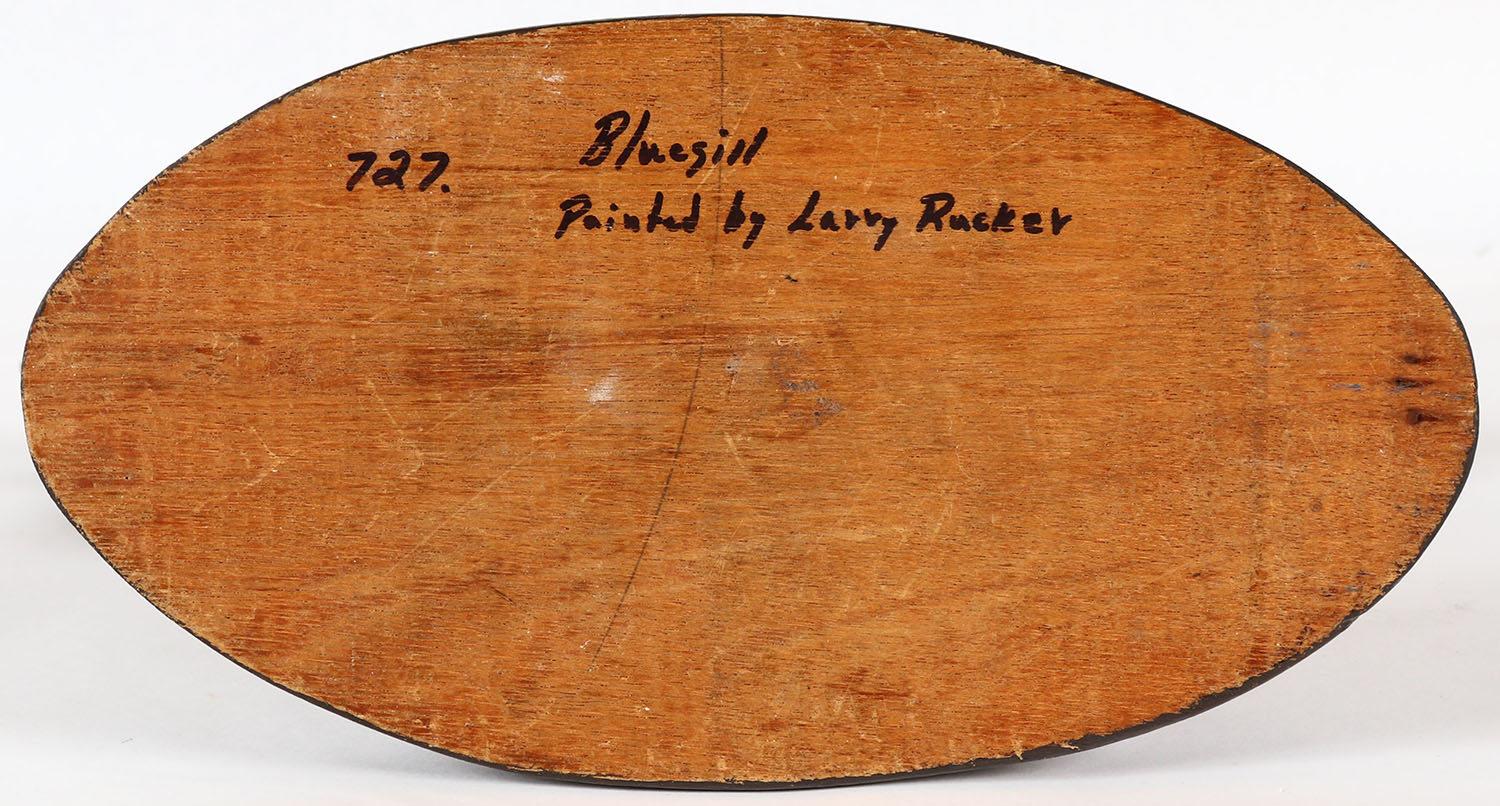 727. Bluegill
Painted by Larry Rucker